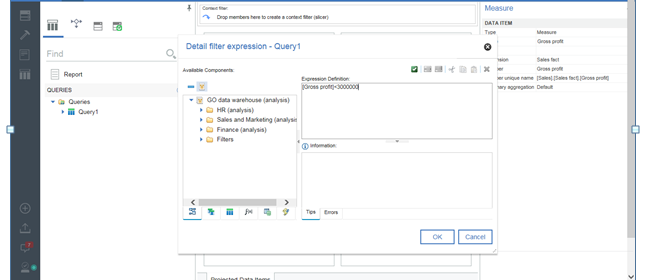 Context filter:
Drop members here to create a context filter (slicer)
Measure
DATA ITEM
Type Measure
Gross profit
Sales fact
Gross profit
unique name [Sales].[Sales fact].[Gross profit]
aggregation Default
Find
Report
QUERIES
Queries
Query1
Detail filter expression - Query1
Available Components:
GO data warehouse (analysis)
HR (analysis)
Sales and Marketing (analysis
Finance (analysis)
Filters
Expression Definition:
[Gross profit]<3000000
Information:
Tips Errors
OK Cancel
Projected Data Items